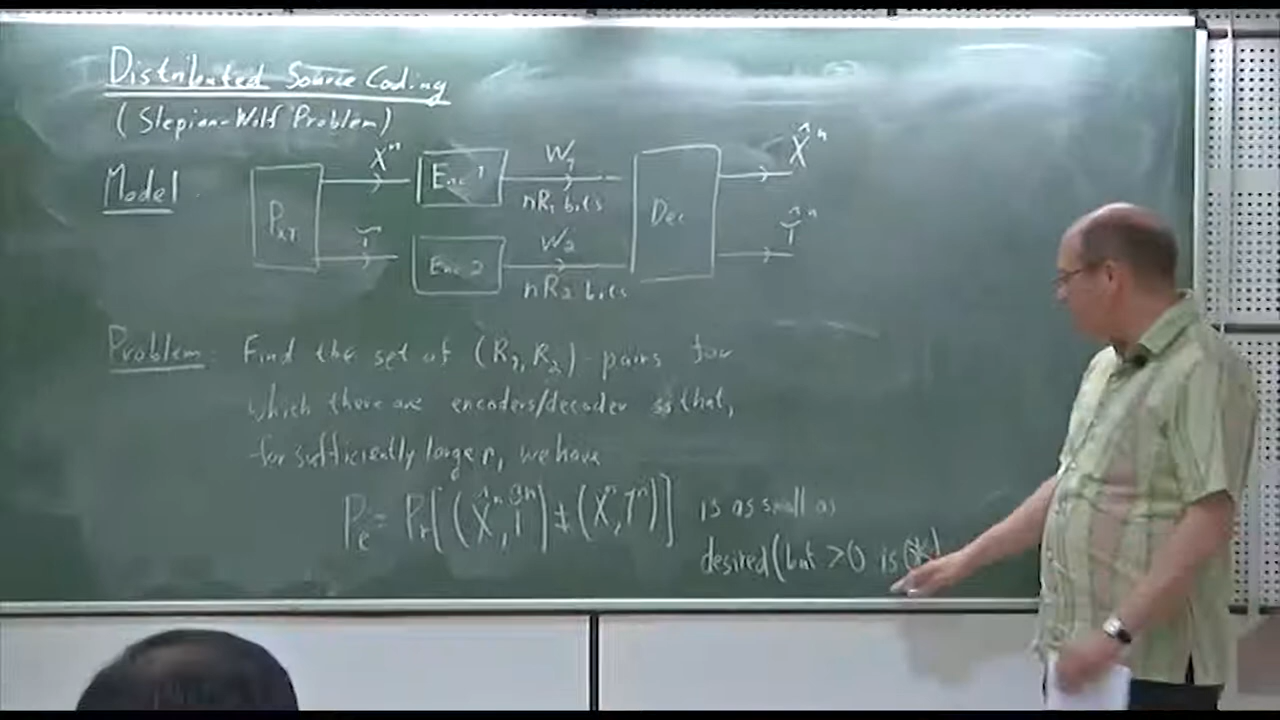 Distributed Source Coding
(Slepian-Wolf Problem)
Model
P_XY
X^n
Enc 1
W_1
nR_1 bits
Dec
X̂^n
Y^n
Enc 2
W_2
nR_2 bits
Ŷ^n
Problem: Find the set of (R_1, R_2)-pairs for
which there are encoders/decoder so that,
for sufficiently large n, we have
P_e = Pr[(X̂^n, Ŷ^n) ≠ (X^n, Y^n)] is as small as
desired (but >0 is OK)